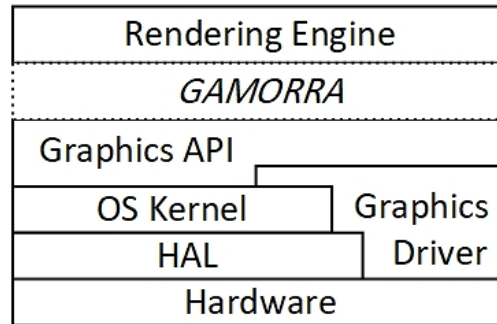 Rendering Engine
GAMORRA
Graphics API
OS Kernel
Graphics
Driver
HAL
Hardware